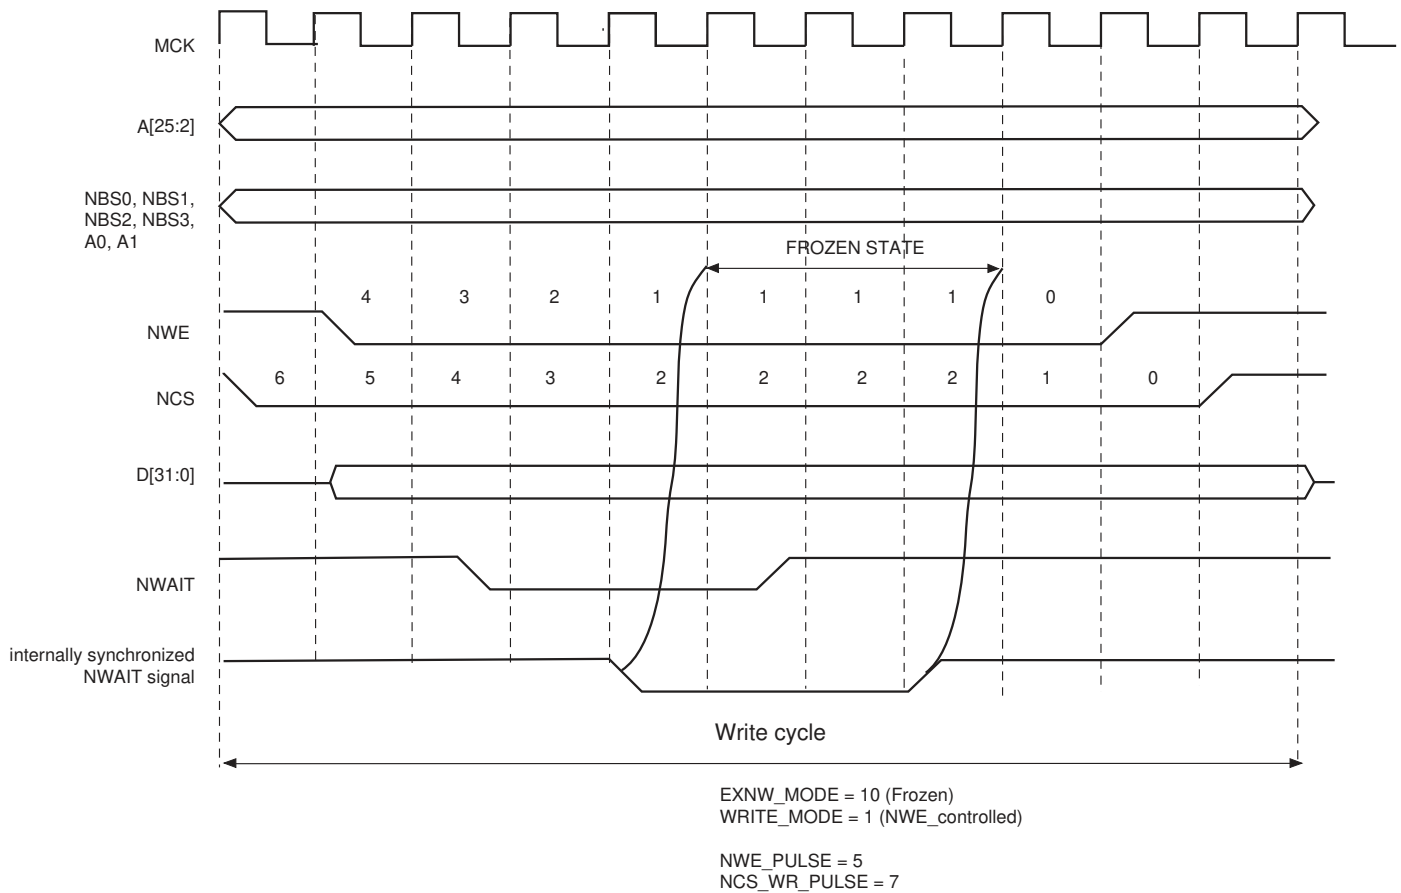 MCK
A[25:2]
NBS0, NBS1,
NBS2, NBS3,
A0, A1
FROZEN STATE
4 3 2 1 1 1 1 0
NWE
6 5 4 3 2 2 2 2 1 0
NCS
D[31:0]
NWAIT
internally synchronized
NWAIT signal
Write cycle
EXNW_MODE = 10 (Frozen)
WRITE_MODE = 1 (NWE_controlled)
NWE_PULSE = 5
NCS_WR_PULSE = 7